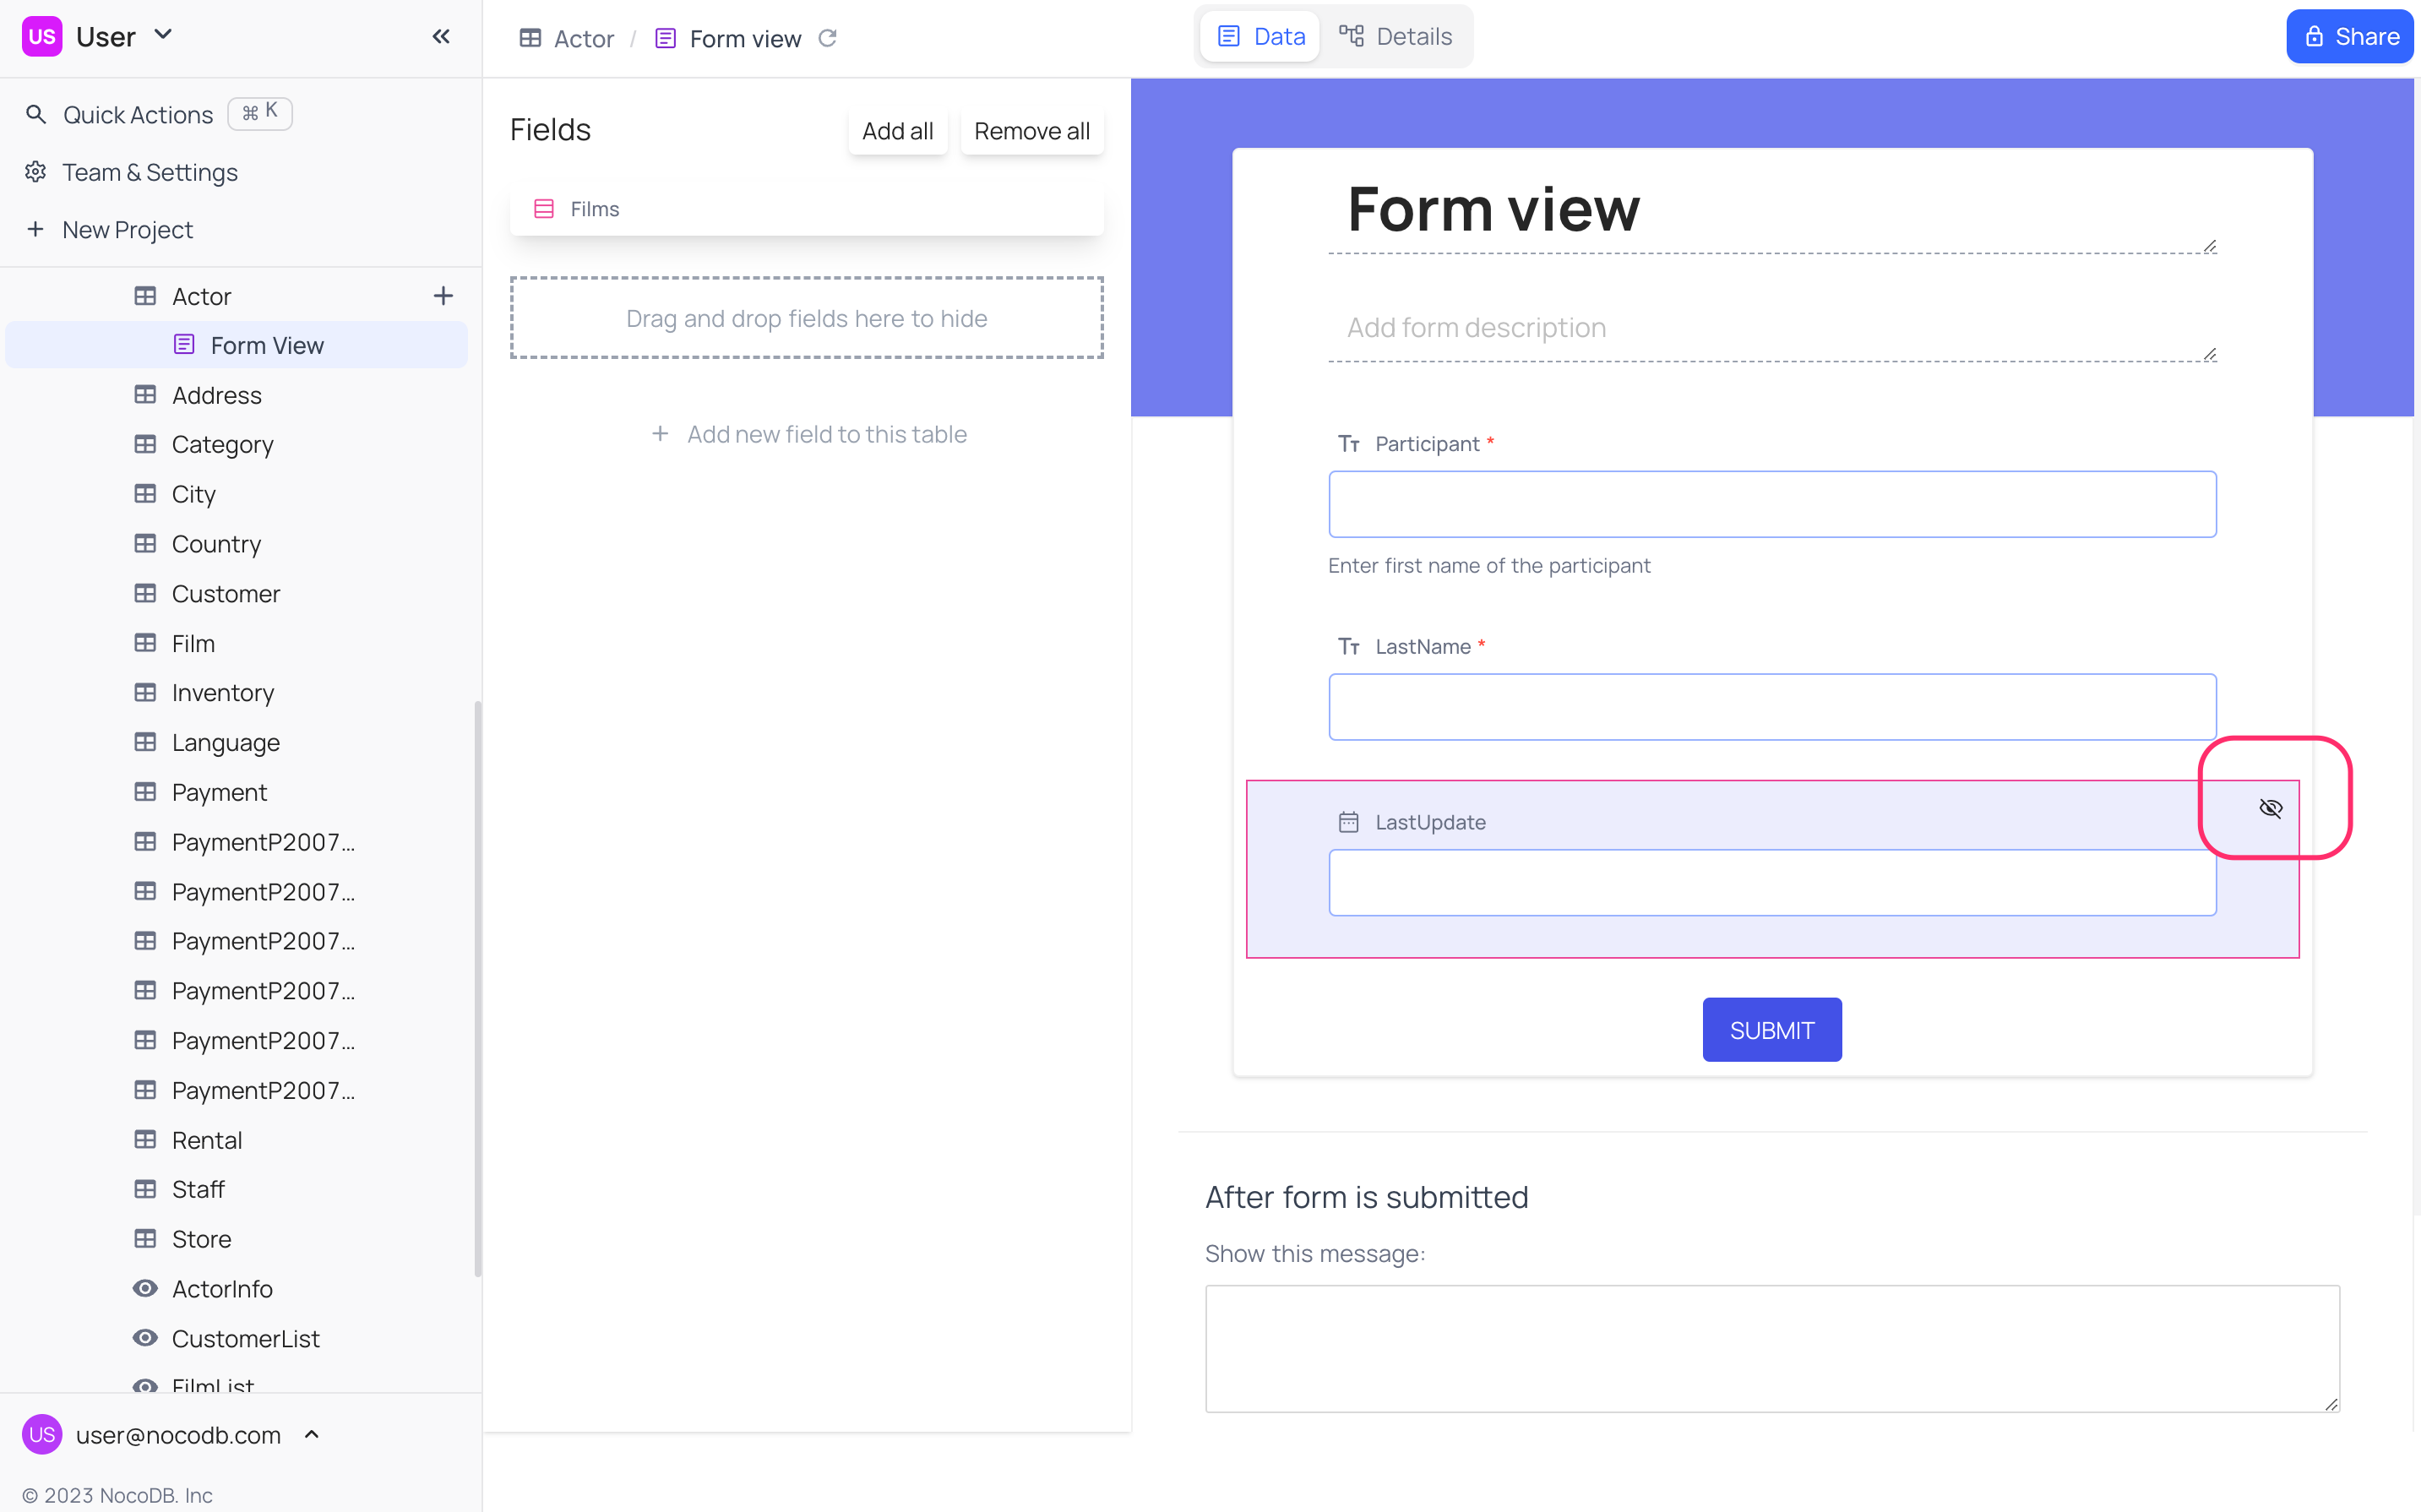 US User
Actor / Form view
Data
Details
Share
Quick Actions ⌘ K
Team & Settings
New Project
Actor
Form View
Address
Category
City
Country
Customer
Film
Inventory
Language
Payment
PaymentP2007...
PaymentP2007...
PaymentP2007...
PaymentP2007...
PaymentP2007...
PaymentP2007...
Rental
Staff
Store
ActorInfo
CustomerList
FilmList
US user@nocodb.com
© 2023 NocoDB. Inc
Fields
Add all
Remove all
Films
Drag and drop fields here to hide
+ Add new field to this table
Form view
Add form description
Participant *
Enter first name of the participant
LastName *
LastUpdate
SUBMIT
After form is submitted
Show this message: